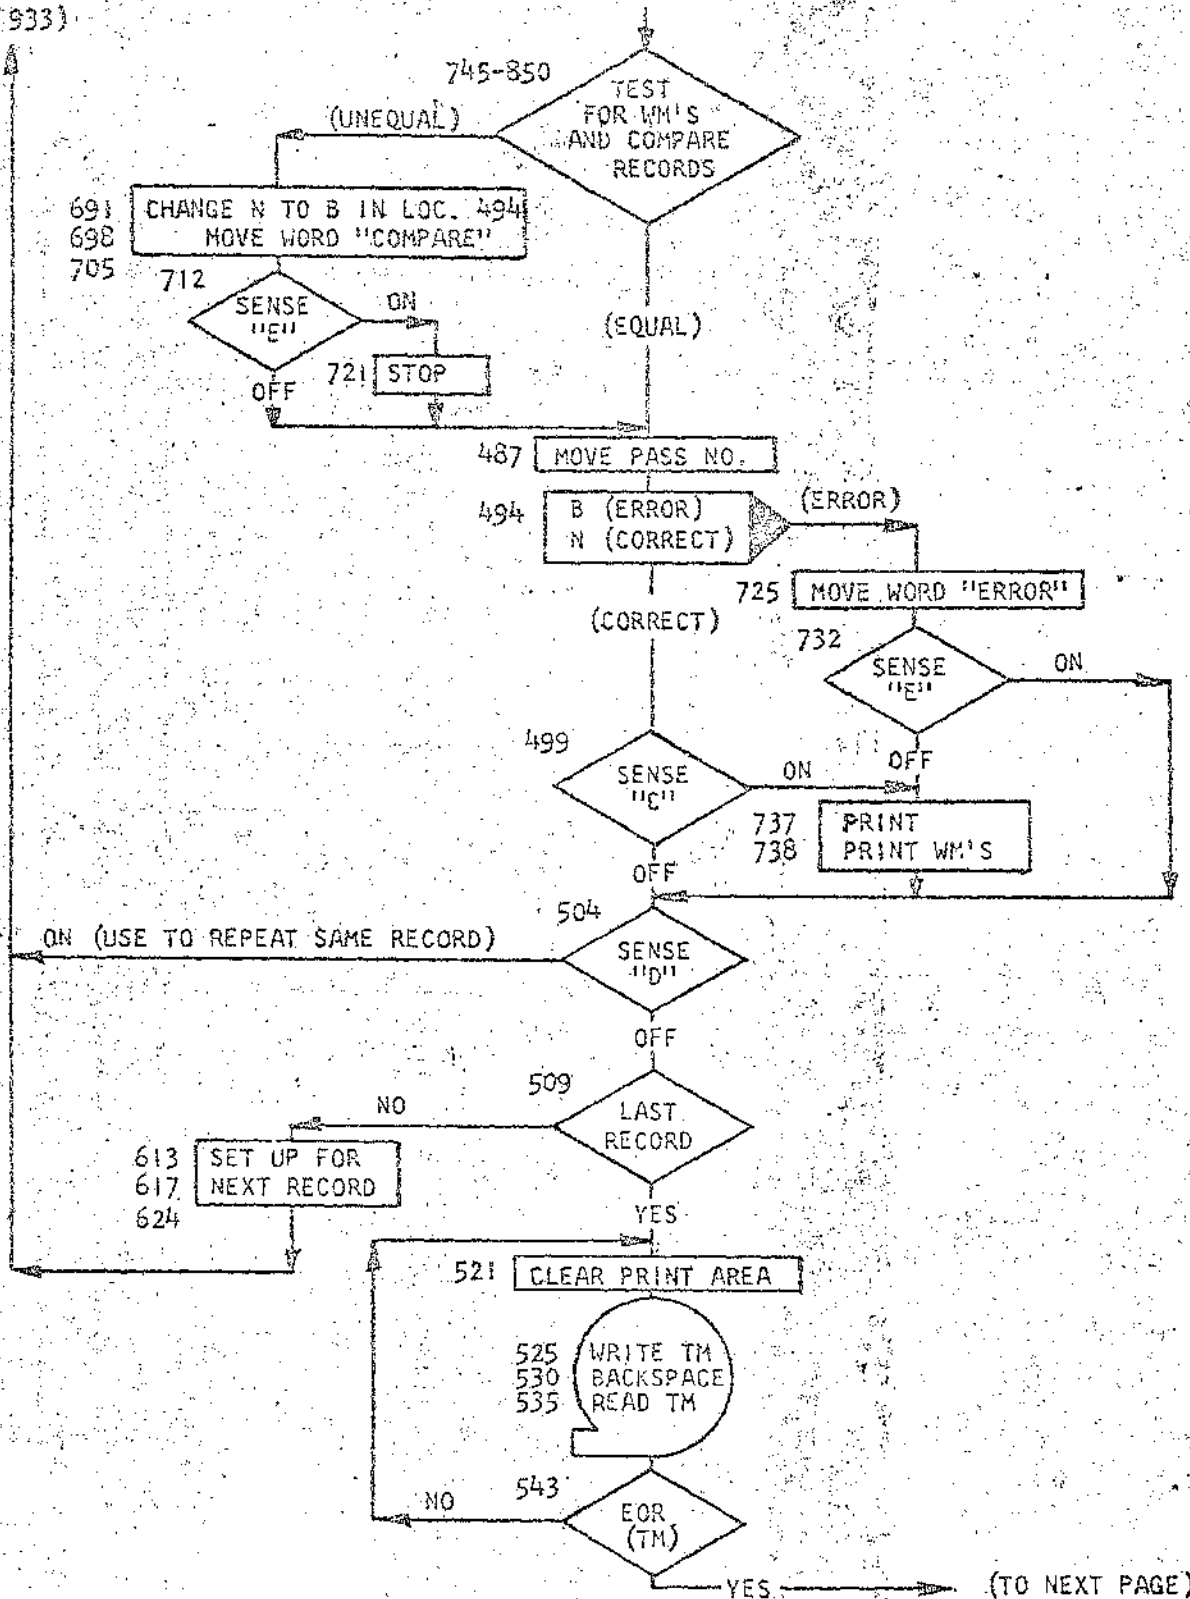 933)
745-850
TEST
FOR WM'S
AND COMPARE
RECORDS
(UNEQUAL)
691 CHANGE N TO B IN LOC. 494
698 MOVE WORD "COMPARE"
705
712
SENSE
"E"
ON
(EQUAL)
721 STOP
OFF
487 MOVE PASS NO.
494 B (ERROR)
N (CORRECT)
(ERROR)
725 MOVE WORD "ERROR"
(CORRECT)
732
SENSE
"E"
ON
499
SENSE
"C"
ON
OFF
737 PRINT
738 PRINT WM'S
OFF
504
ON (USE TO REPEAT SAME RECORD)
SENSE
"D"
OFF
509
NO
LAST
RECORD
613 SET UP FOR
617 NEXT RECORD
624
YES
521 CLEAR PRINT AREA
525 WRITE TM
530 BACKSPACE
535 READ TM
543
NO
EOR
(TM)
YES
(TO NEXT PAGE)